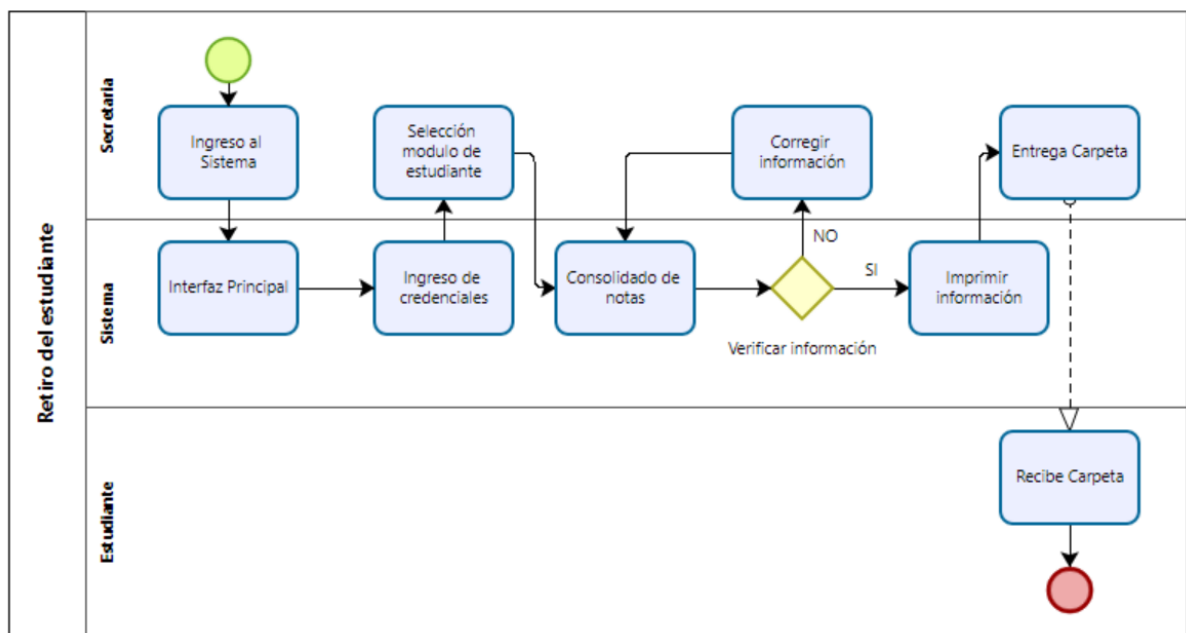 Retiro del estudiante
Secretaria
Ingreso al
Sistema
Selección
modulo de
estudiante
Corregir
información
Entrega Carpeta
Sistema
Interfaz Principal
Ingreso de
credenciales
Consolidado de
notas
NO
SI
Verificar información
Imprimir
información
Estudiante
Recibe Carpeta